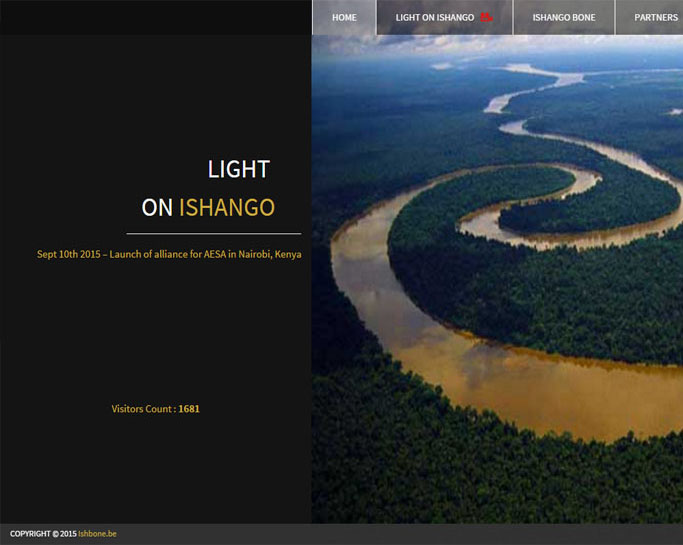 HOME
LIGHT ON ISHANGO
ISHANGO BONE
PARTNERS
LIGHT
ON ISHANGO
Sept 10th 2015 – Launch of alliance for AESA in Nairobi, Kenya
Visitors Count : 1681
COPYRIGHT © 2015 Ishbone.be